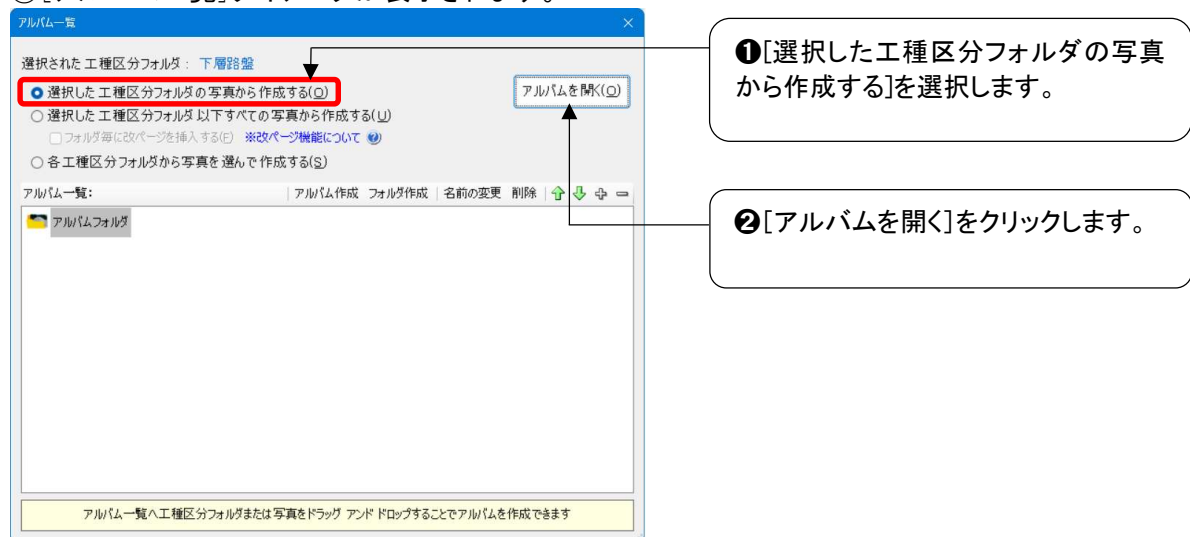 アルバム一覧
選択された工種区分フォルダ： 下層路盤
選択した工種区分フォルダの写真から作成する(O)
アルバムを開く(O)
選択した工種区分フォルダ以下すべての写真から作成する(U)
フォルダ毎に改ページを挿入する(F) ※改ページ機能について
各工種区分フォルダから写真を選んで作成する(S)
アルバム一覧: アルバム作成 フォルダ作成 名前の変更 削除
アルバムフォルダ
アルバム一覧へ工種区分フォルダまたは写真をドラッグ アンド ドロップすることでアルバムを作成できます
❶[選択した工種区分フォルダの写真
から作成する]を選択します。
❷[アルバムを開く]をクリックします。